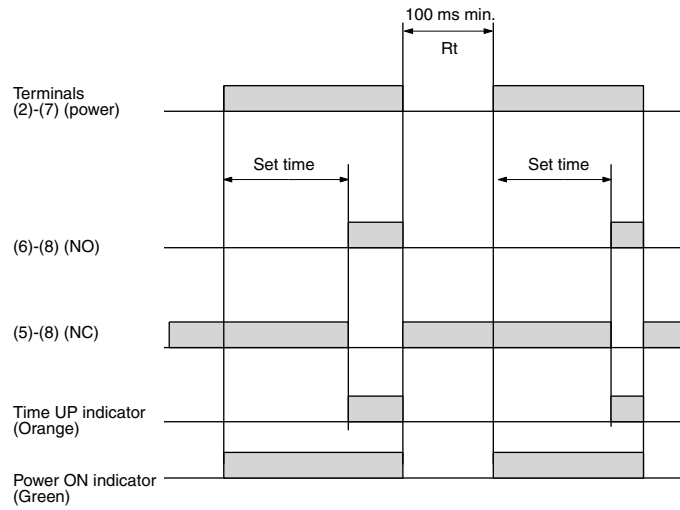 100 ms min.
Rt
Terminals
(2)-(7) (power)
Set time
Set time
(6)-(8) (NO)
(5)-(8) (NC)
Time UP indicator
(Orange)
Power ON indicator
(Green)